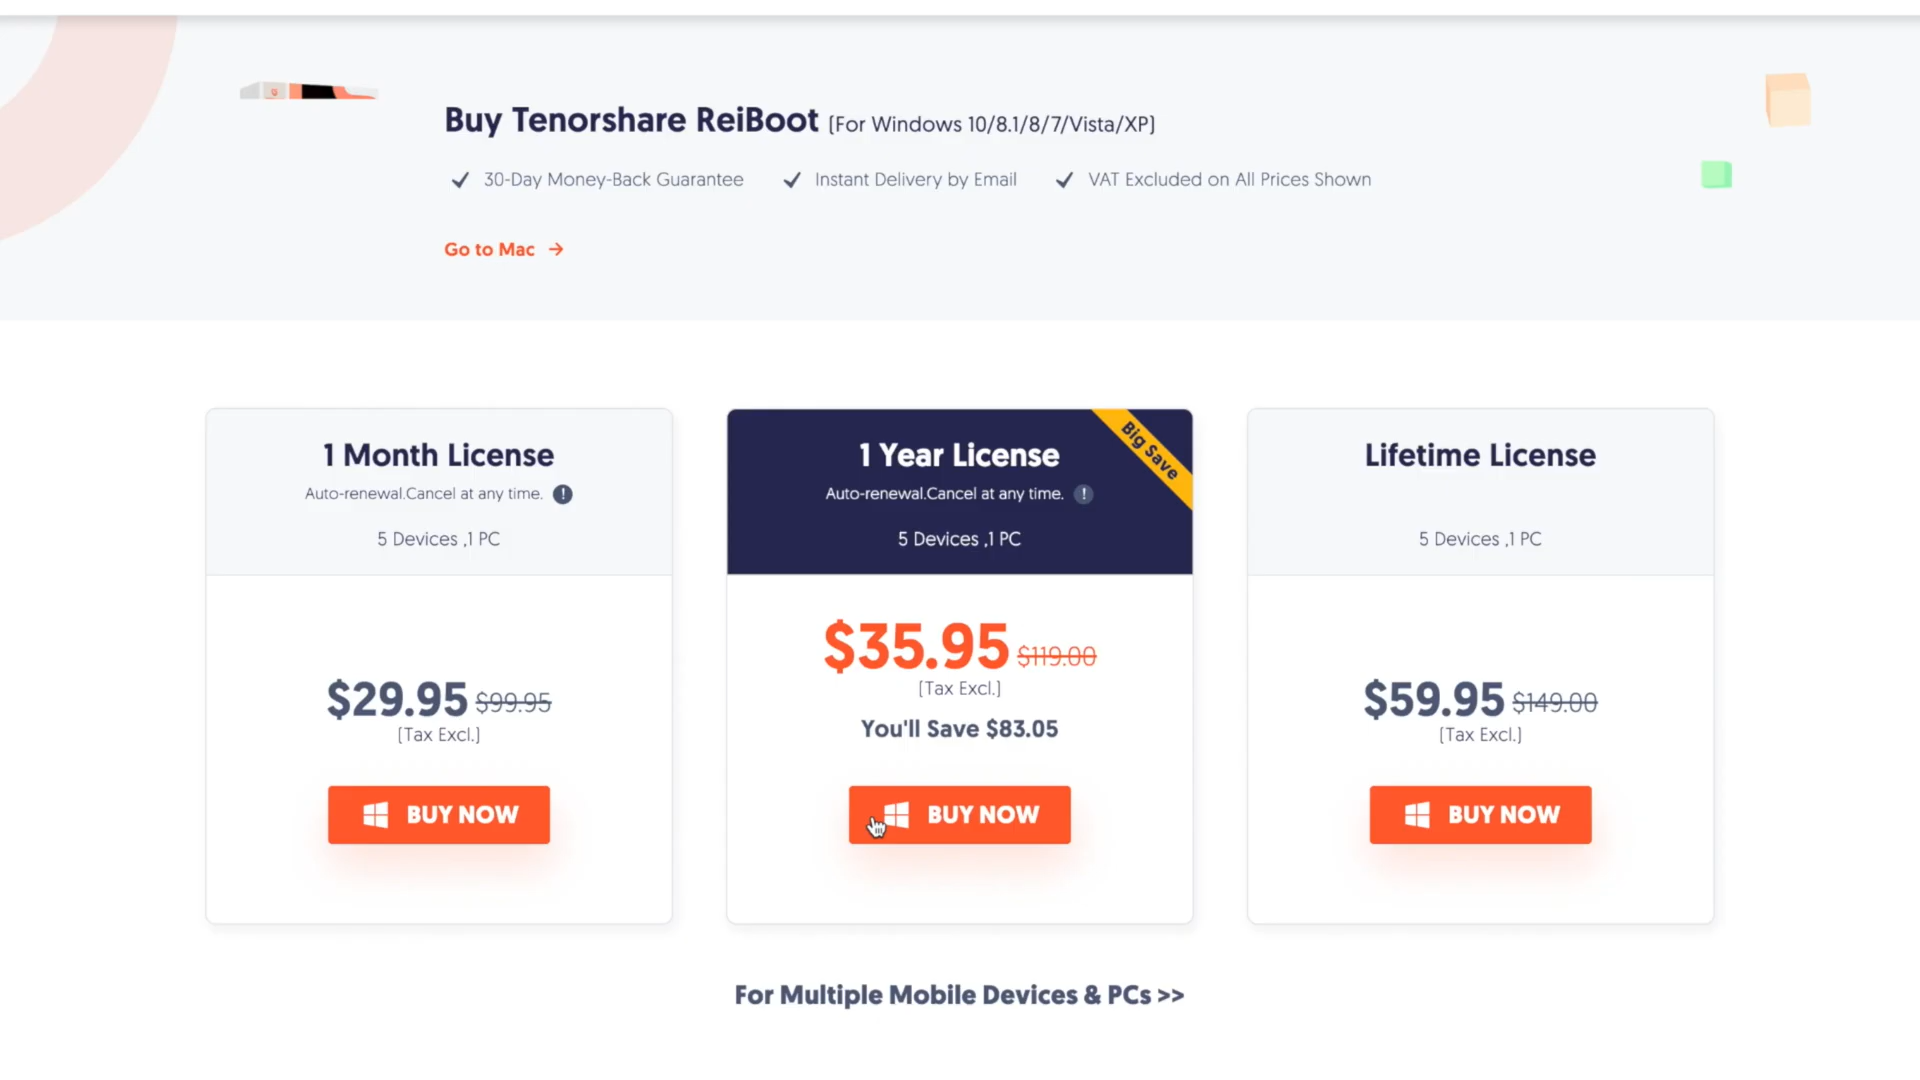 Buy Tenorshare ReiBoot (For Windows 10/8.1/8/7/Vista/XP)
30-Day Money-Back Guarantee
Instant Delivery by Email
VAT Excluded on All Prices Shown
Go to Mac
1 Month License
Auto-renewal.Cancel at any time. !
5 Devices ,1 PC
$29.95 $99.95
(Tax Excl.)
BUY NOW
Big Save
1 Year License
Auto-renewal.Cancel at any time. !
5 Devices ,1 PC
$35.95 $119.00
(Tax Excl.)
You'll Save $83.05
BUY NOW
Lifetime License
5 Devices ,1 PC
$59.95 $149.00
(Tax Excl.)
BUY NOW
For Multiple Mobile Devices & PCs >>